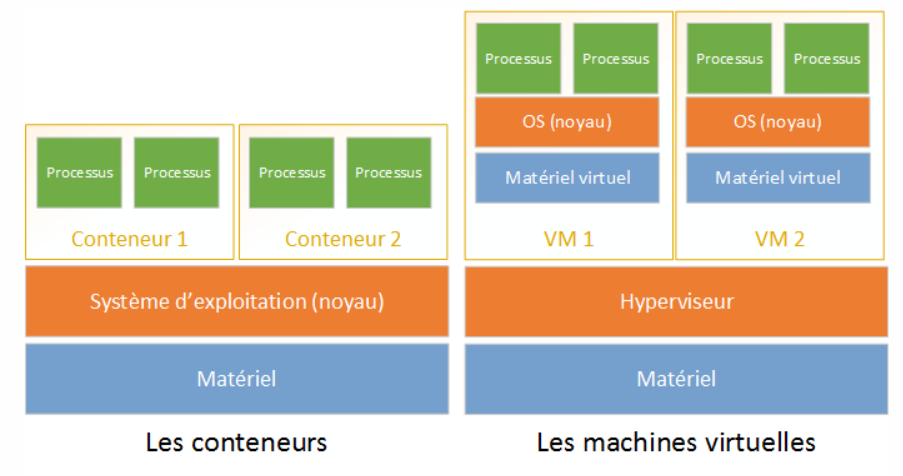 Processus
Processus
Processus
Processus
Conteneur 1
Conteneur 2
Système d'exploitation (noyau)
Matériel
Les conteneurs
Processus
Processus
Processus
Processus
OS (noyau)
OS (noyau)
Matériel virtuel
Matériel virtuel
VM 1
VM 2
Hyperviseur
Matériel
Les machines virtuelles